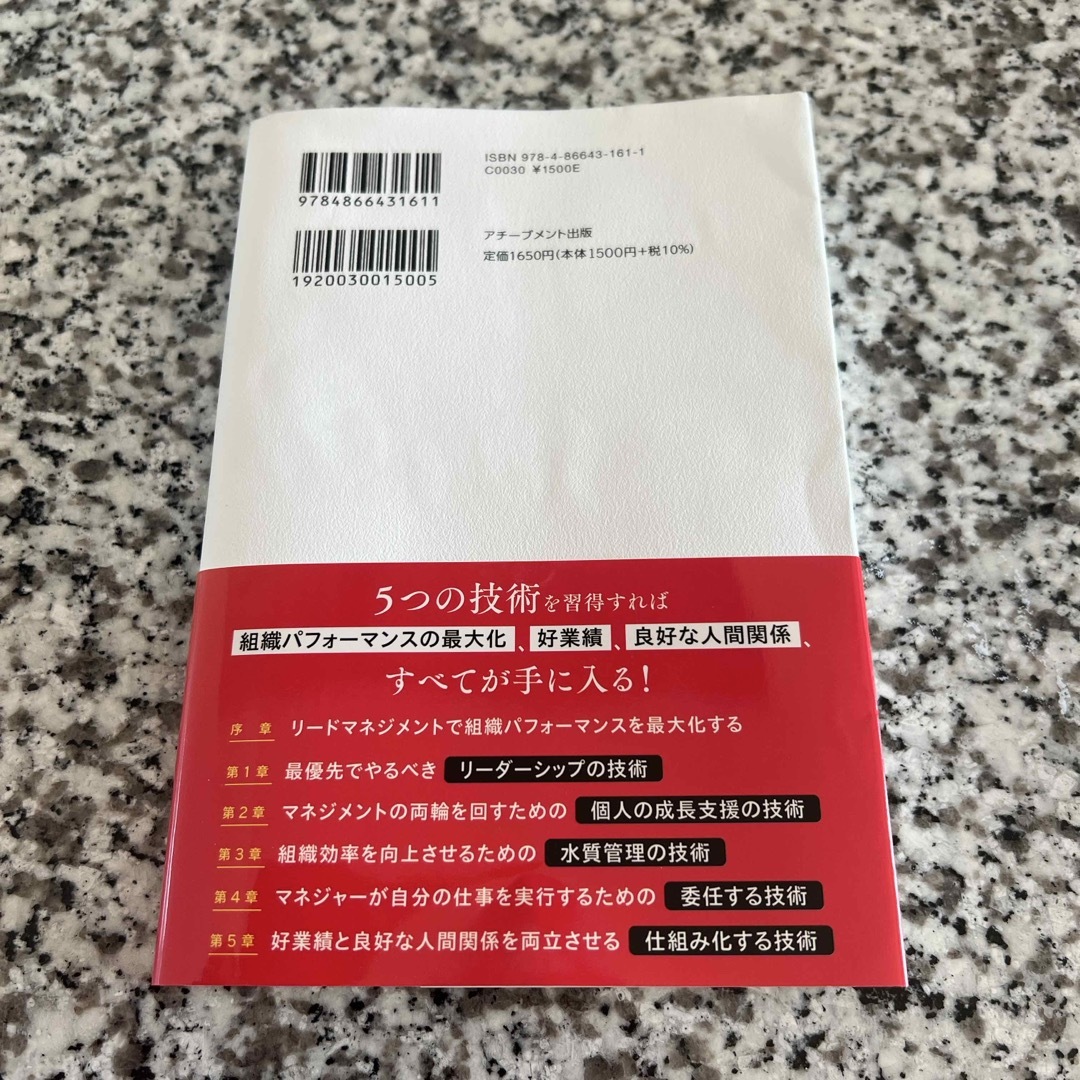 9784866431611
ISBN 978-4-86643-161-1
C0030 ¥1500E
1920030015005
アチーブメント出版
定価1650円(本体1500円+税10%)
5つの技術を習得すれば
組織パフォーマンスの最大化、好業績、良好な人間関係、
すべてが手に入る!
序 章 リードマネジメントで組織パフォーマンスを最大化する
第1章 最優先でやるべき リーダーシップの技術
第2章 マネジメントの両輪を回すための 個人の成長支援の技術
第3章 組織効率を向上させるための 水質管理の技術
第4章 マネジャーが自分の仕事を実行するための 委任する技術
第5章 好業績と良好な人間関係を両立させる 仕組み化する技術